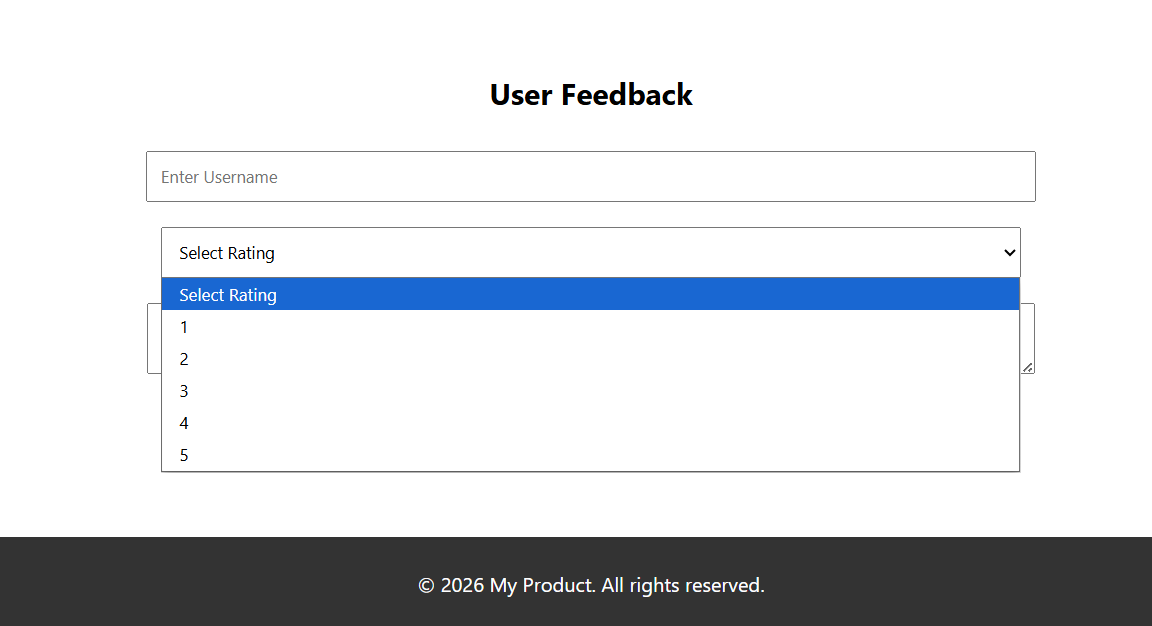 User Feedback
Enter Username
Select Rating
Select Rating
1
2
3
4
5
© 2026 My Product. All rights reserved.